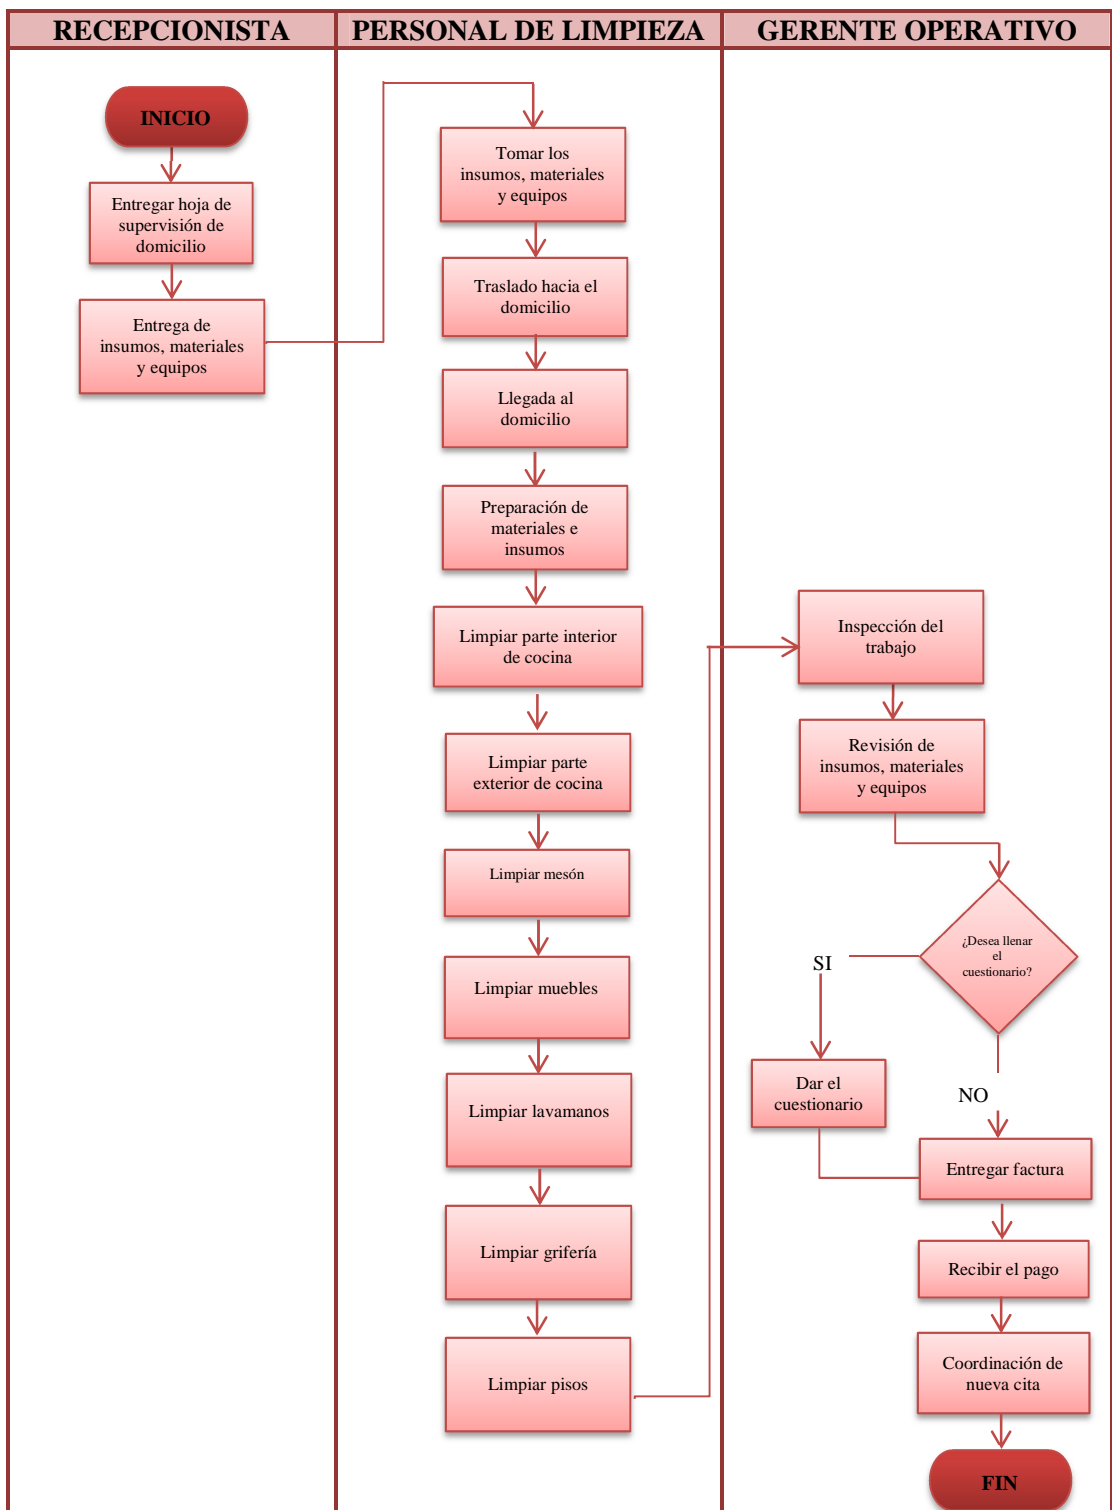 RECEPCIONISTA
PERSONAL DE LIMPIEZA
GERENTE OPERATIVO
INICIO
Entregar hoja de
supervisión de
domicilio
Entrega de
insumos, materiales
y equipos
Tomar los
insumos, materiales
y equipos
Traslado hacia el
domicilio
Llegada al
domicilio
Preparación de
materiales e
insumos
Limpiar parte interior
de cocina
Limpiar parte
exterior de cocina
Limpiar mesón
Limpiar muebles
Limpiar lavamanos
Limpiar grifería
Limpiar pisos
Inspección del
trabajo
Revisión de
insumos, materiales
y equipos
¿Desea llenar
el
cuestionario?
SI
Dar el
cuestionario
NO
Entregar factura
Recibir el pago
Coordinación de
nueva cita
FIN